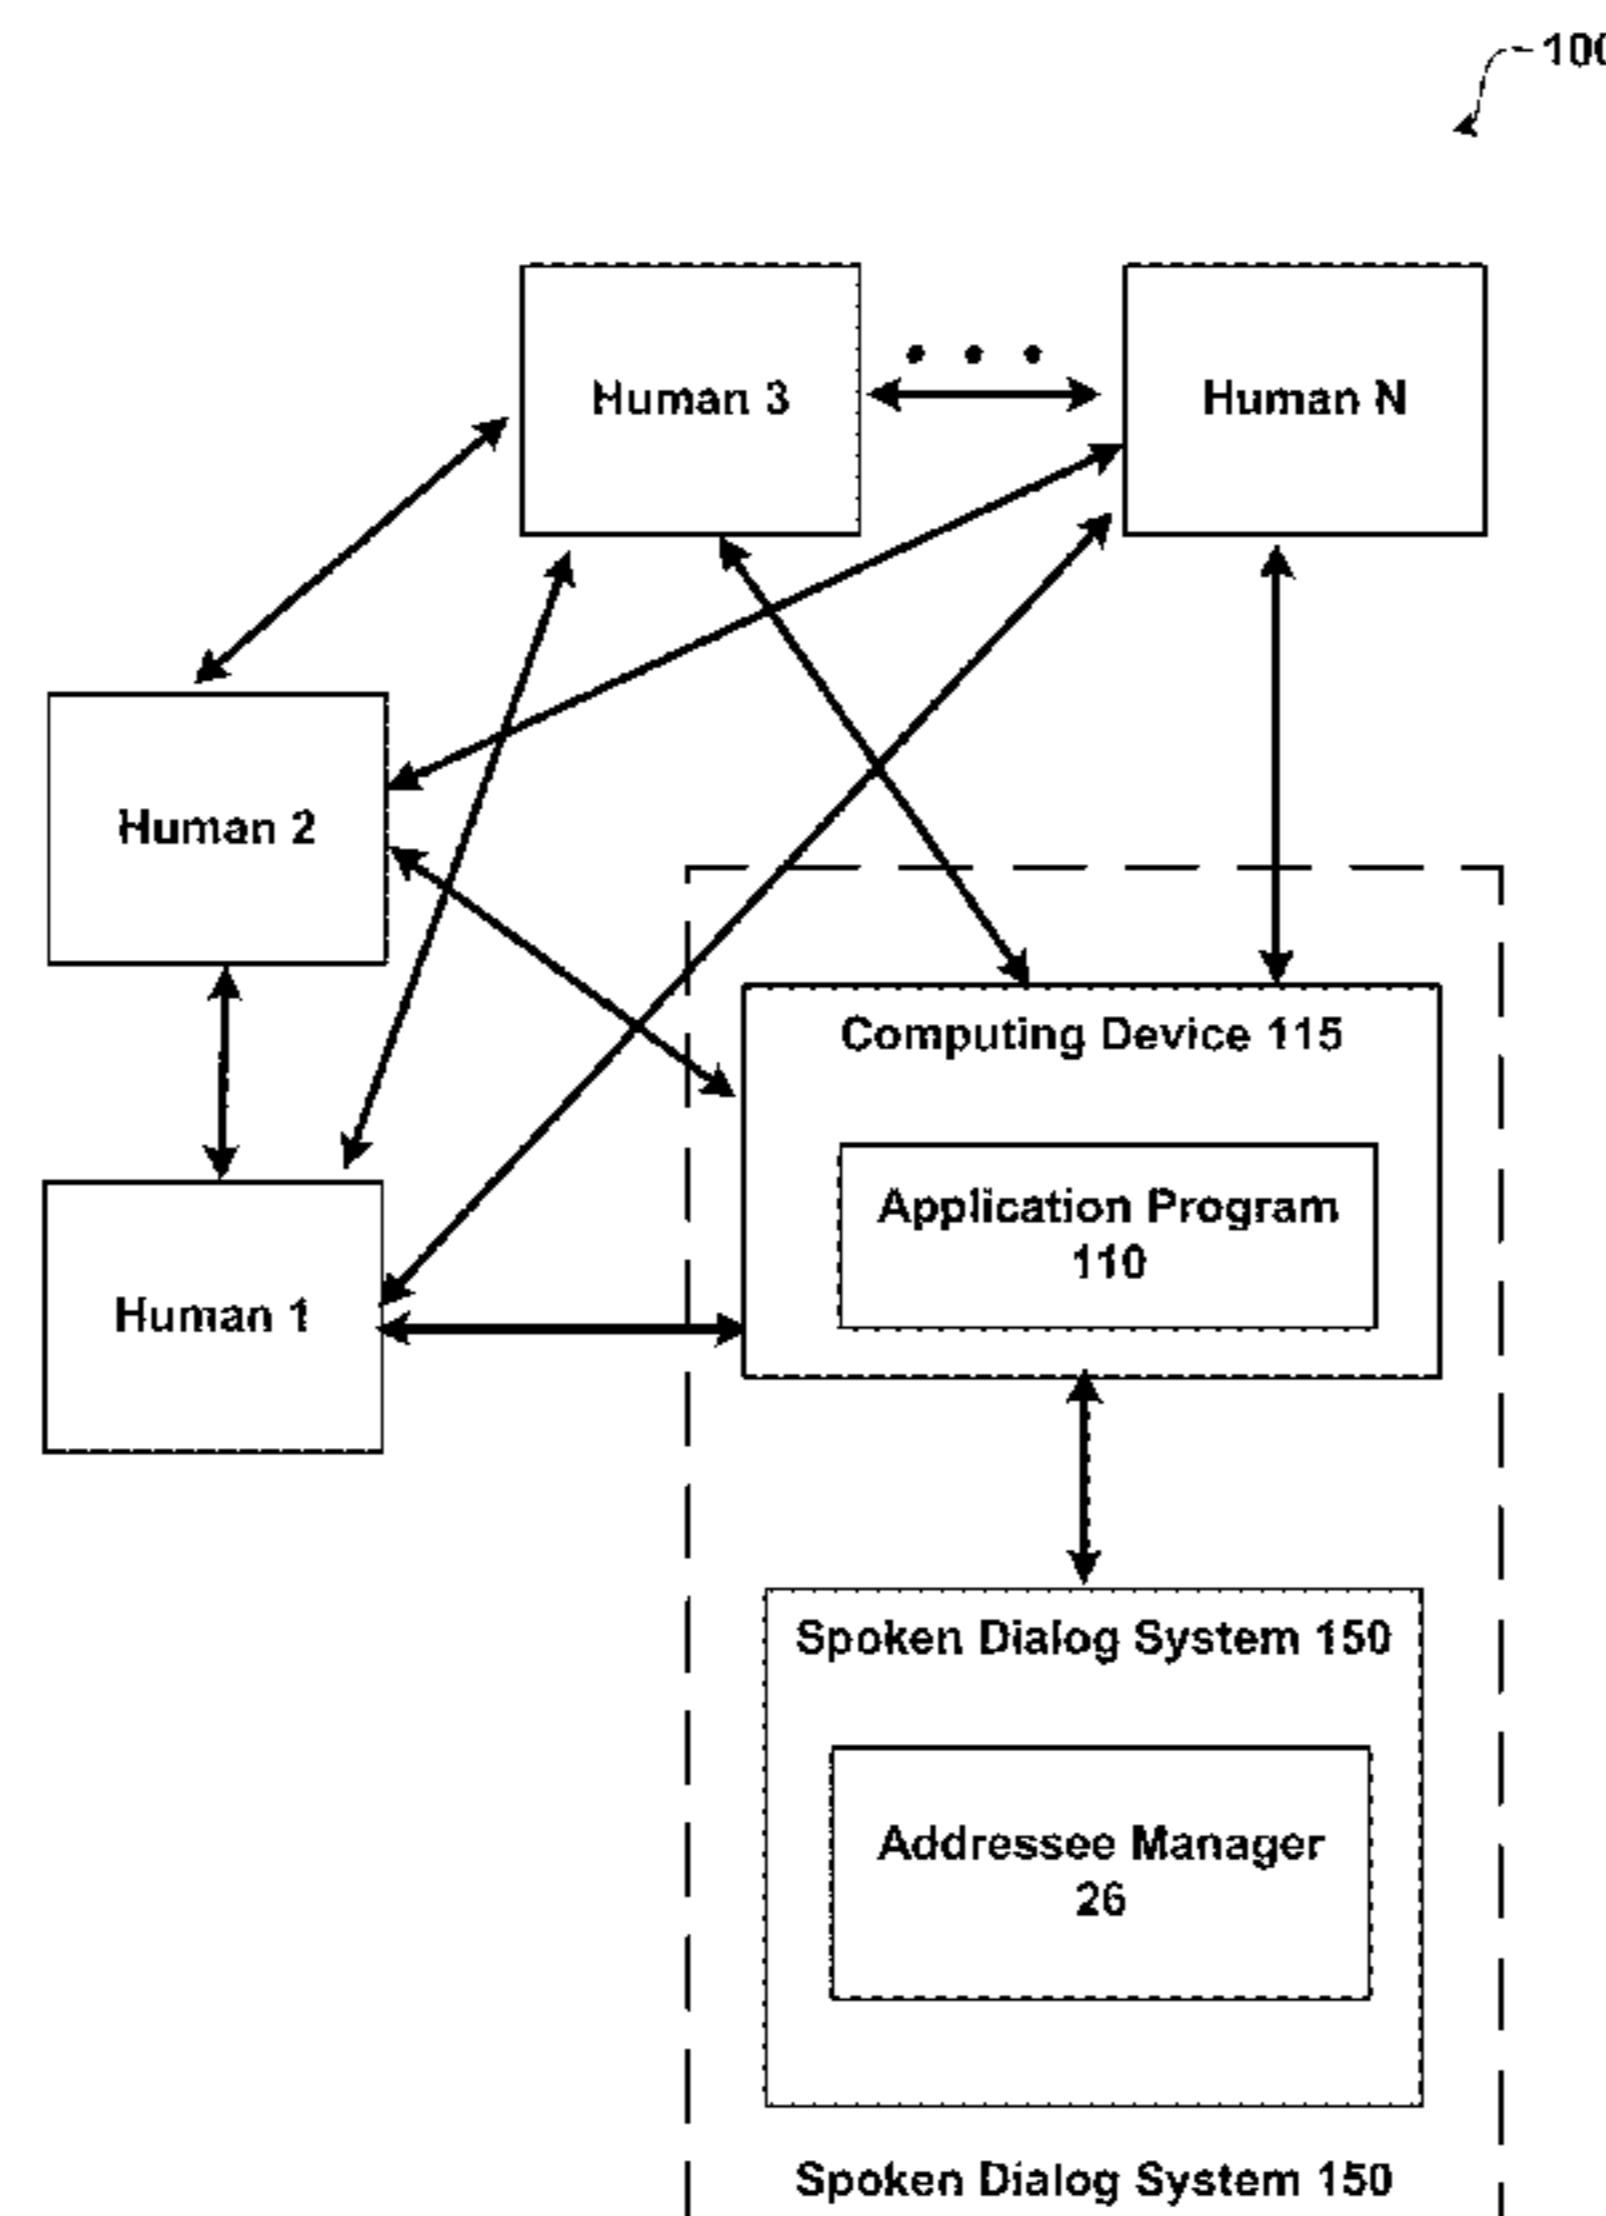 100
Human 3
Human N
Human 2
Computing Device 115
Application Program
110
Human 1
Spoken Dialog System 150
Addressee Manager
26
Spoken Dialog System 150